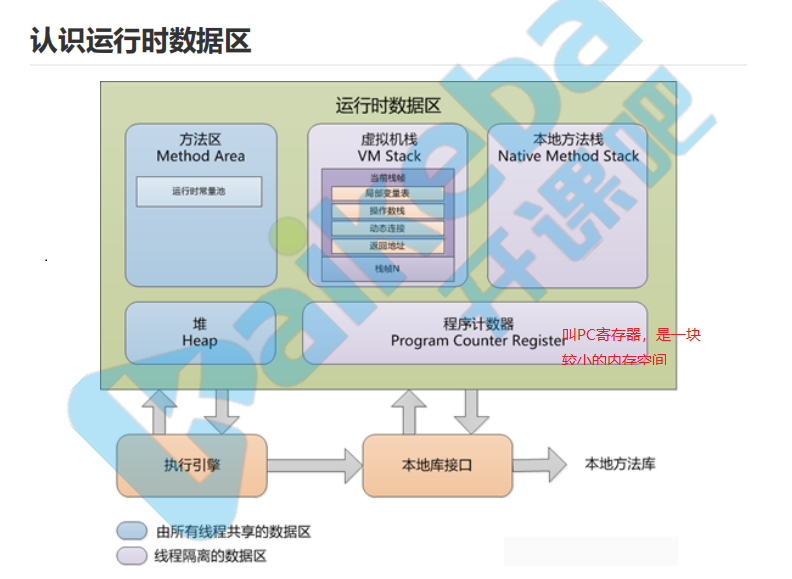 认识运行时数据区
运行时数据区
方法区
Method Area
运行时常量池
虚拟机栈
VM Stack
当前栈帧
局部变量表
操作数栈
动态连接
返回地址
栈帧N
本地方法栈
Native Method Stack
堆
Heap
程序计数器
Program Counter Register
叫PC寄存器，是一块
较小的内存空间
执行引擎
本地库接口
本地方法库
由所有线程共享的数据区
线程隔离的数据区
kaikeba
开课吧